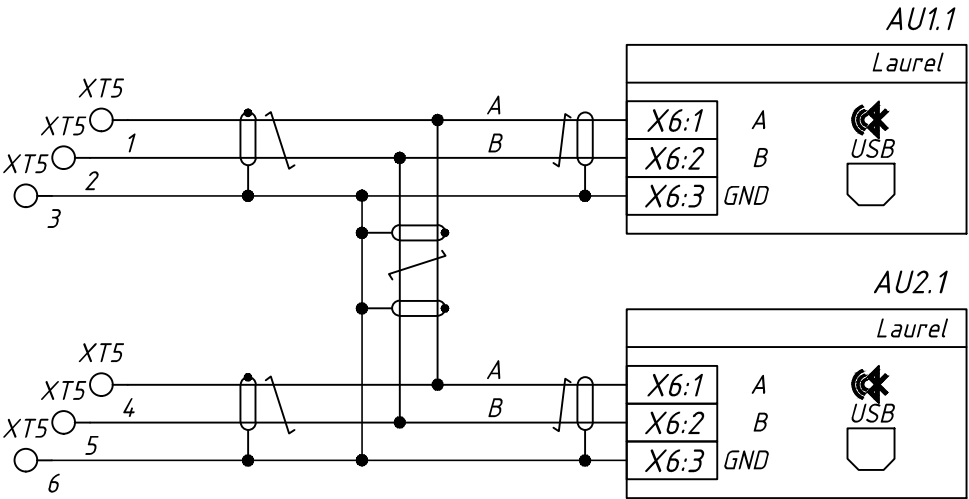 AU1.1
Laurel
XT5
A
X6:1 A
XT5
1
B
X6:2 B
USB
XT5
2
X6:3 GND
3
AU2.1
Laurel
XT5
A
X6:1 A
XT5
4
B
X6:2 B
USB
XT5
5
X6:3 GND
6